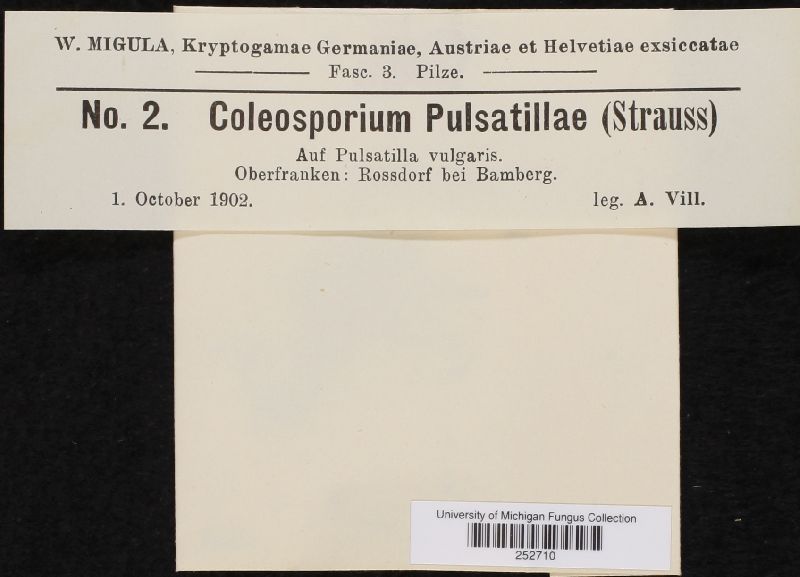 W. MIGULA, Kryptogamae Germaniae, Austriae et Helvetiae exsiccatae
Fasc. 3. Pilze.
No. 2. Coleosporium Pulsatillae (Strauss)
Auf Pulsatilla vulgaris.
Oberfranken: Rossdorf bei Bamberg.
1. October 1902. leg. A. Vill.
University of Michigan Fungus Collection
252710